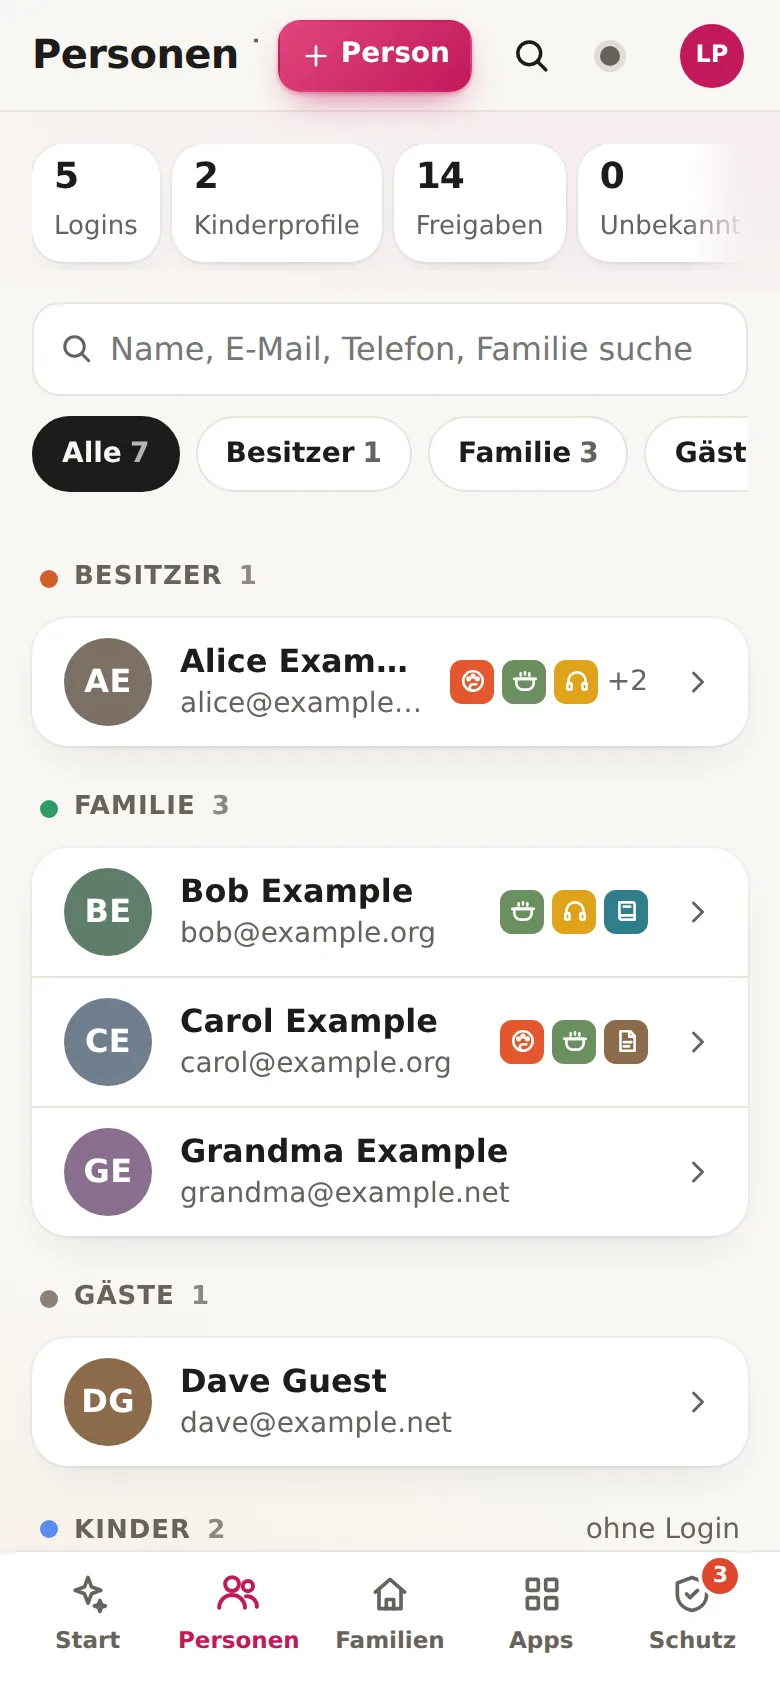 Personen
+ Person
LP
5
Logins
2
Kinderprofile
14
Freigaben
0
Unbekannt
Name, E-Mail, Telefon, Familie suche
Alle 7
Besitzer 1
Familie 3
Gäst
BESITZER 1
AE
Alice Exam...
alice@example...
+2
FAMILIE 3
BE
Bob Example
bob@example.org
CE
Carol Example
carol@example.org
GE
Grandma Example
grandma@example.net
GÄSTE 1
DG
Dave Guest
dave@example.net
KINDER 2
ohne Login
3
Start
Personen
Familien
Apps
Schutz